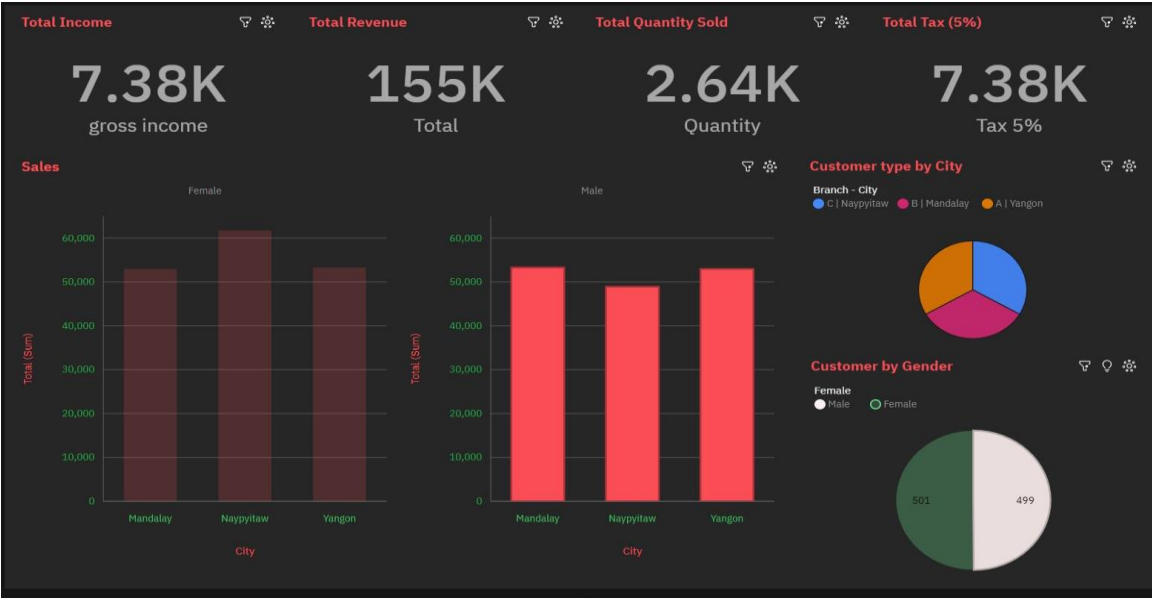 Total Income
Total Revenue
Total Quantity Sold
Total Tax (5%)
7.38K
155K
2.64K
7.38K
gross income
Total
Quantity
Tax 5%
Sales
Female
Male
Total (Sum)
60,000
50,000
40,000
30,000
20,000
10,000
0
Mandalay
Naypyitaw
Yangon
City
Total (Sum)
60,000
50,000
40,000
30,000
20,000
10,000
0
Mandalay
Naypyitaw
Yangon
City
Customer type by City
Branch - City
C | Naypyitaw
B | Mandalay
A | Yangon
Customer by Gender
Female
Male
Female
501
499